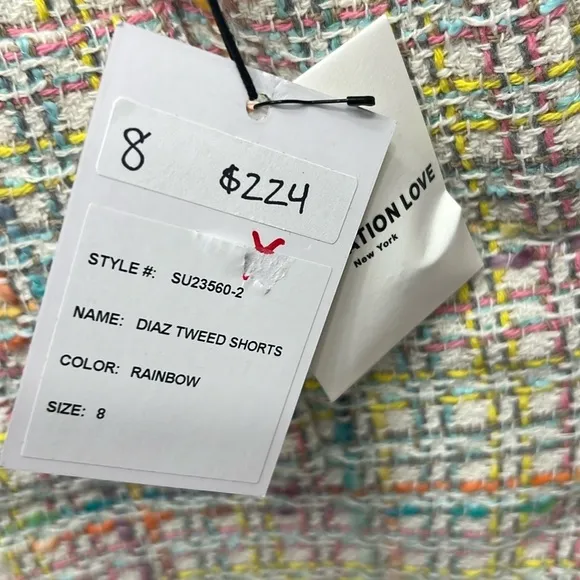 8 $224
STYLE #: SU23560-2
NAME: DIAZ TWEED SHORTS
COLOR: RAINBOW
SIZE: 8
ATION LOVE
New York